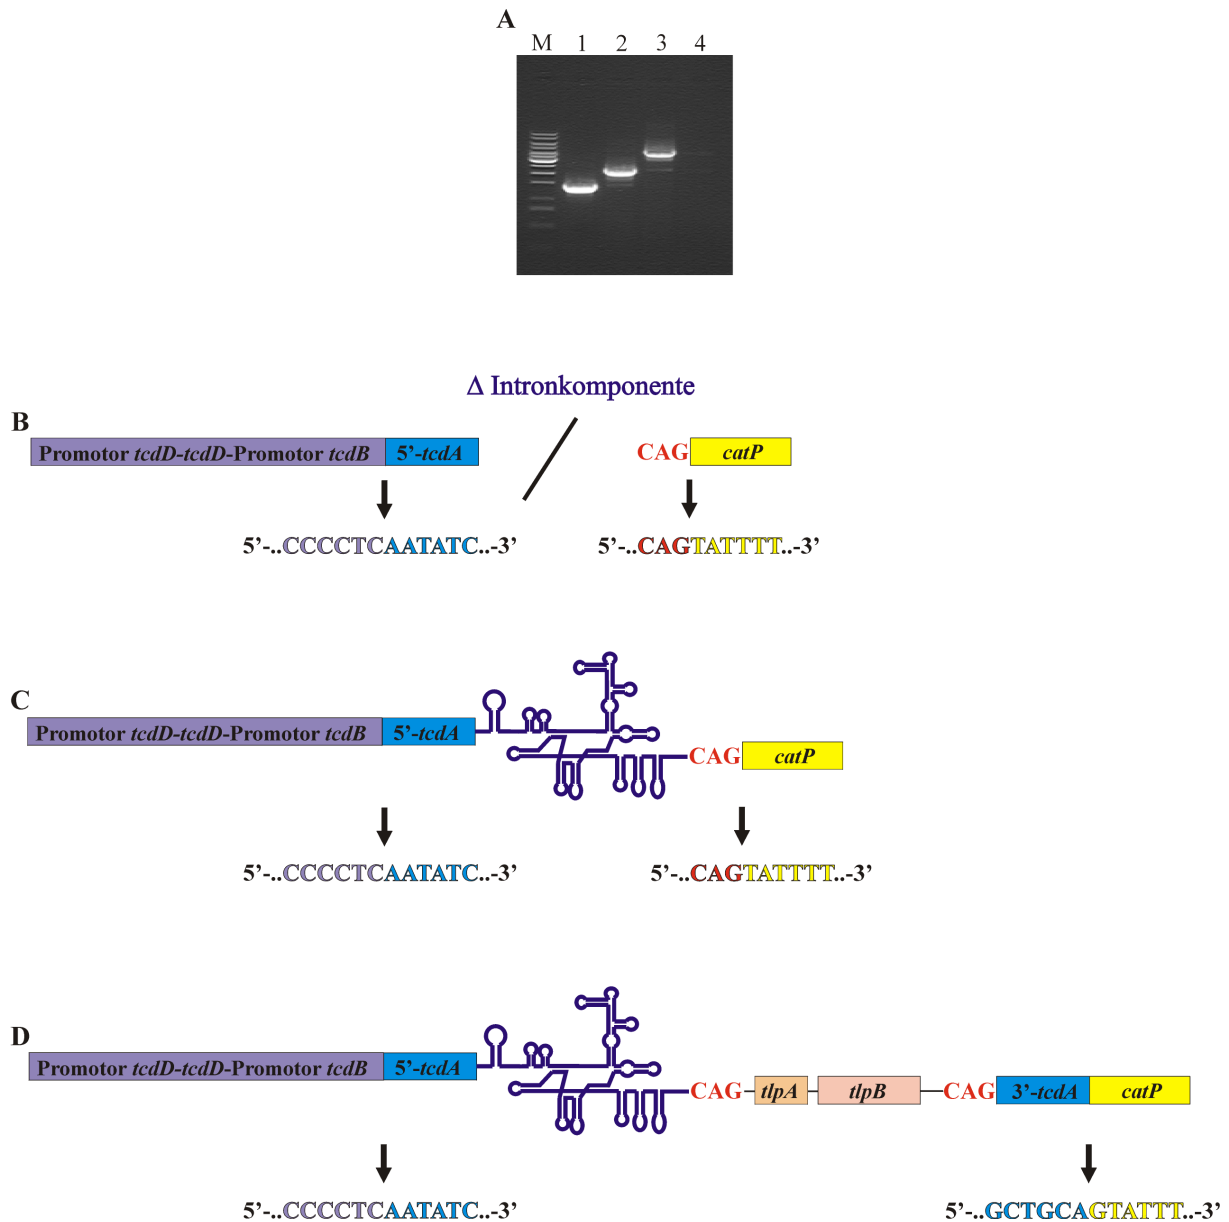 A
M 1 2 3 4
Δ Intronkomponente
B
Promotor tcdD-tcdD-Promotor tcdB 5’-tcdA CAG catP
5’-..CCCCTCAATATC..-3’ 5’-..CAGTATTTT..-3’
C
Promotor tcdD-tcdD-Promotor tcdB 5’-tcdA CAG catP
5’-..CCCCTCAATATC..-3’ 5’-..CAGTATTTT..-3’
D
Promotor tcdD-tcdD-Promotor tcdB 5’-tcdA CAG tlpA tlpB CAG 3’-tcdA catP
5’-..CCCCTCAATATC..-3’ 5’-..GCTGCAGTATTT..-3’